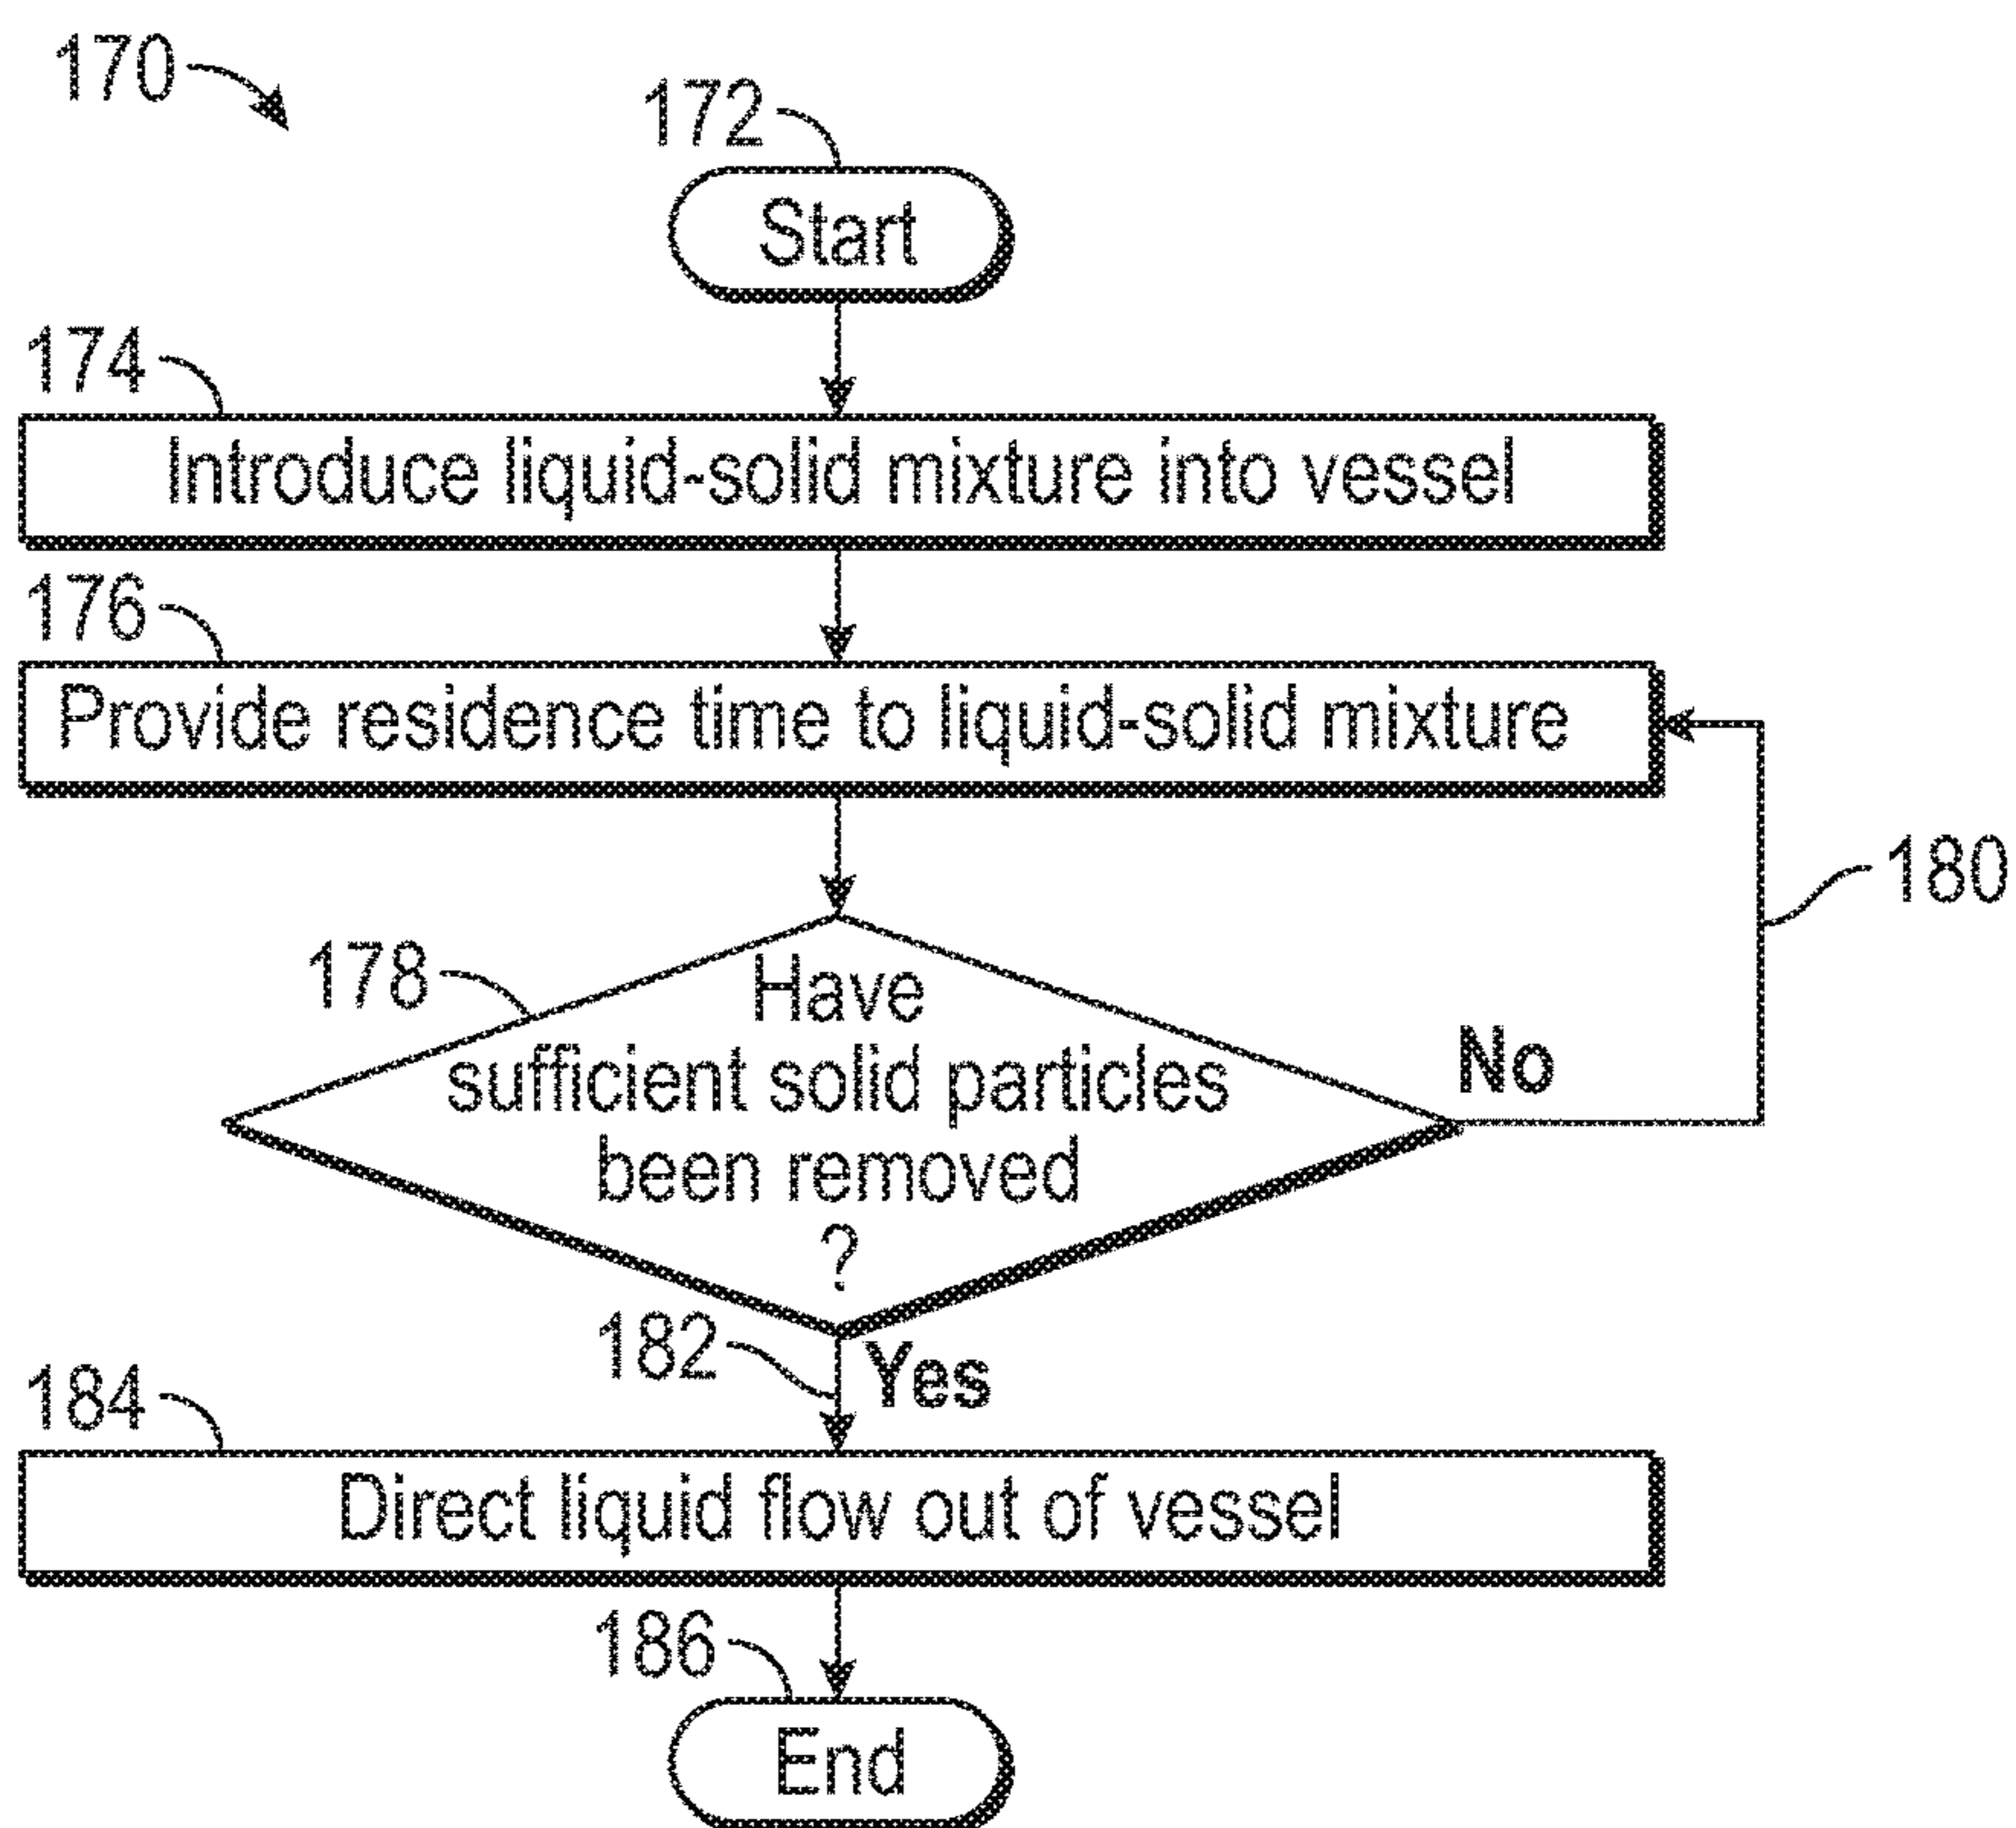 170
172
Start
174
Introduce liquid-solid mixture into vessel
176
Provide residence time to liquid-solid mixture
180
178
Have
sufficient solid particles
been removed
?
No
182
Yes
184
Direct liquid flow out of vessel
186
End